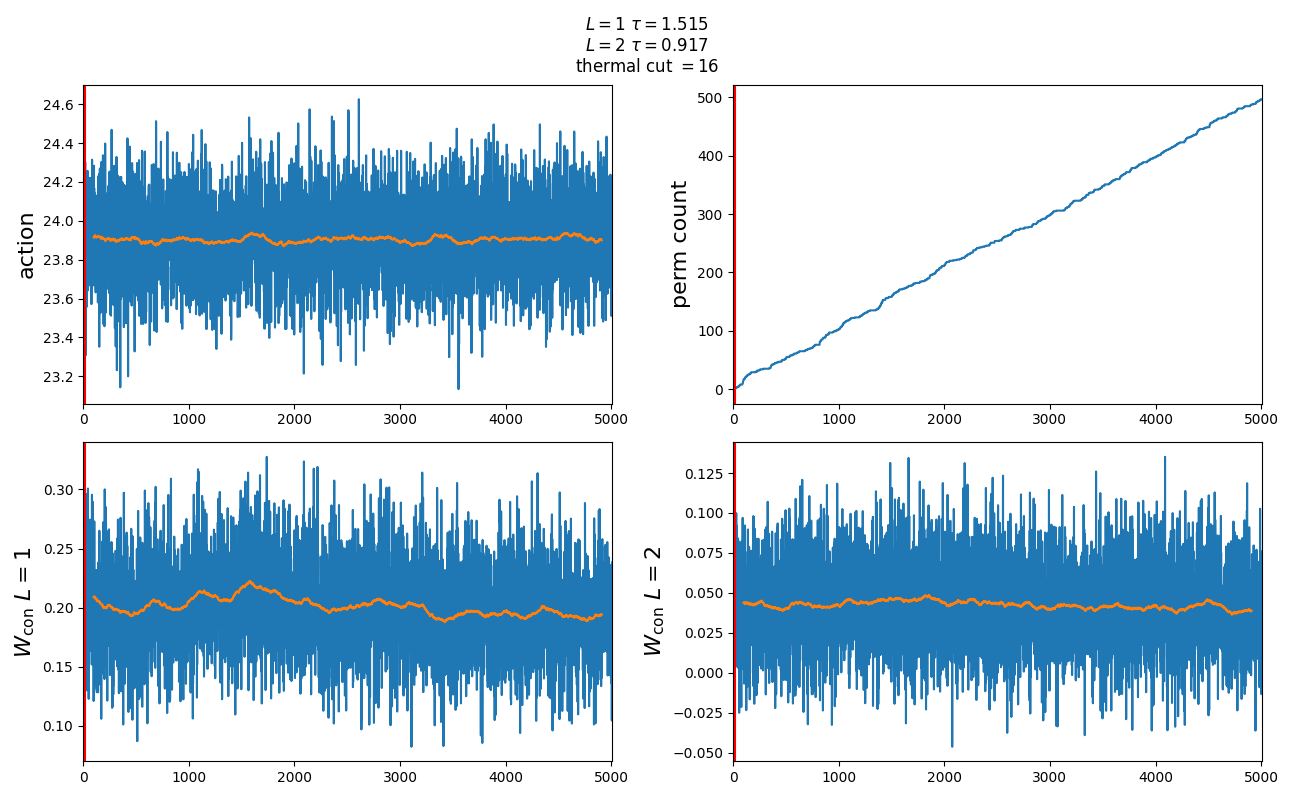 L = 1 τ = 1.515
L = 2 τ = 0.917
thermal cut = 16
24.6
24.4
24.2
24.0
23.8
23.6
23.4
23.2
action
0 1000 2000 3000 4000 5000
500
400
300
200
100
0
perm count
0 1000 2000 3000 4000 5000
0.30
0.25
0.20
0.15
0.10
W_con L = 1
0 1000 2000 3000 4000 5000
0.125
0.100
0.075
0.050
0.025
0.000
−0.025
−0.050
W_con L = 2
0 1000 2000 3000 4000 5000